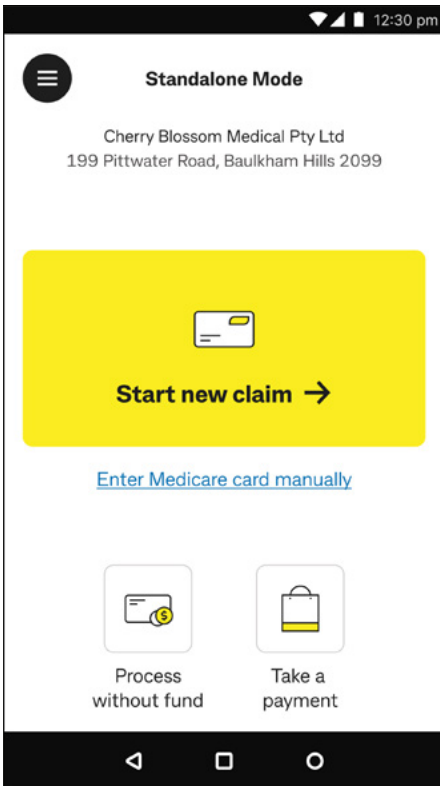 12:30 pm
Standalone Mode
Cherry Blossom Medical Pty Ltd
199 Pittwater Road, Baulkham Hills 2099
Start new claim →
Enter Medicare card manually
$
Process
without fund
Take a
payment